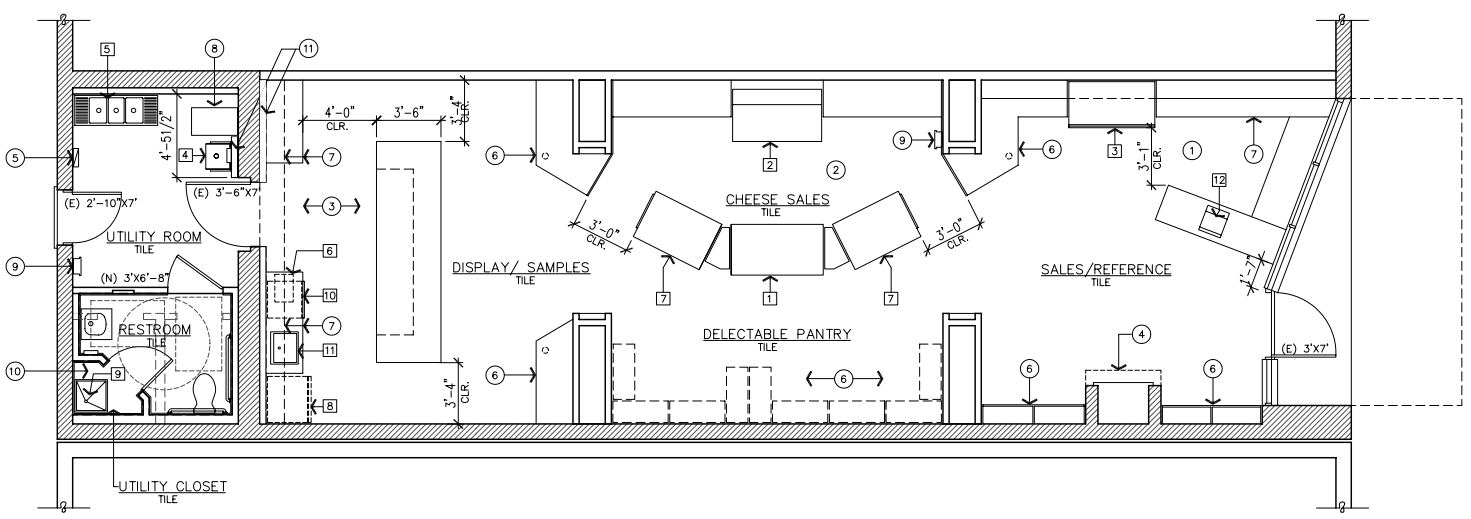 5
8
11
4'-5 1/2"
4'-0"
CLR.
3'-6"
3'-4"
CLR.
4
7
5
6
9
6
3
1
7
2
2
3'-1"
CLR.
12
(E) 2'-10"X7'
(E) 3'-6"X7'
3
CHEESE SALES
TILE
UTILITY ROOM
TILE
3'-0"
CLR.
3'-0"
CLR.
6
9
(N) 3'X6'-8"
DISPLAY/ SAMPLES
TILE
SALES/REFERENCE
TILE
1'-7"
10
7
1
7
RESTROOM
TILE
7
DELECTABLE PANTRY
TILE
4
11
(E) 3'X7'
10
9
6
6
6
6
3'-4"
CLR.
8
UTILITY CLOSET
TILE